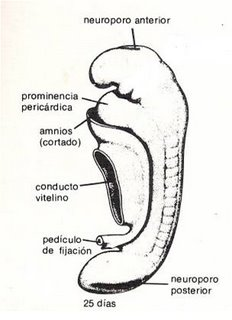 neuroporo anterior
prominencia
pericárdica
amnios
(cortado)
conducto
vitelino
pedículo
de fijación
neuroporo
posterior
25 días